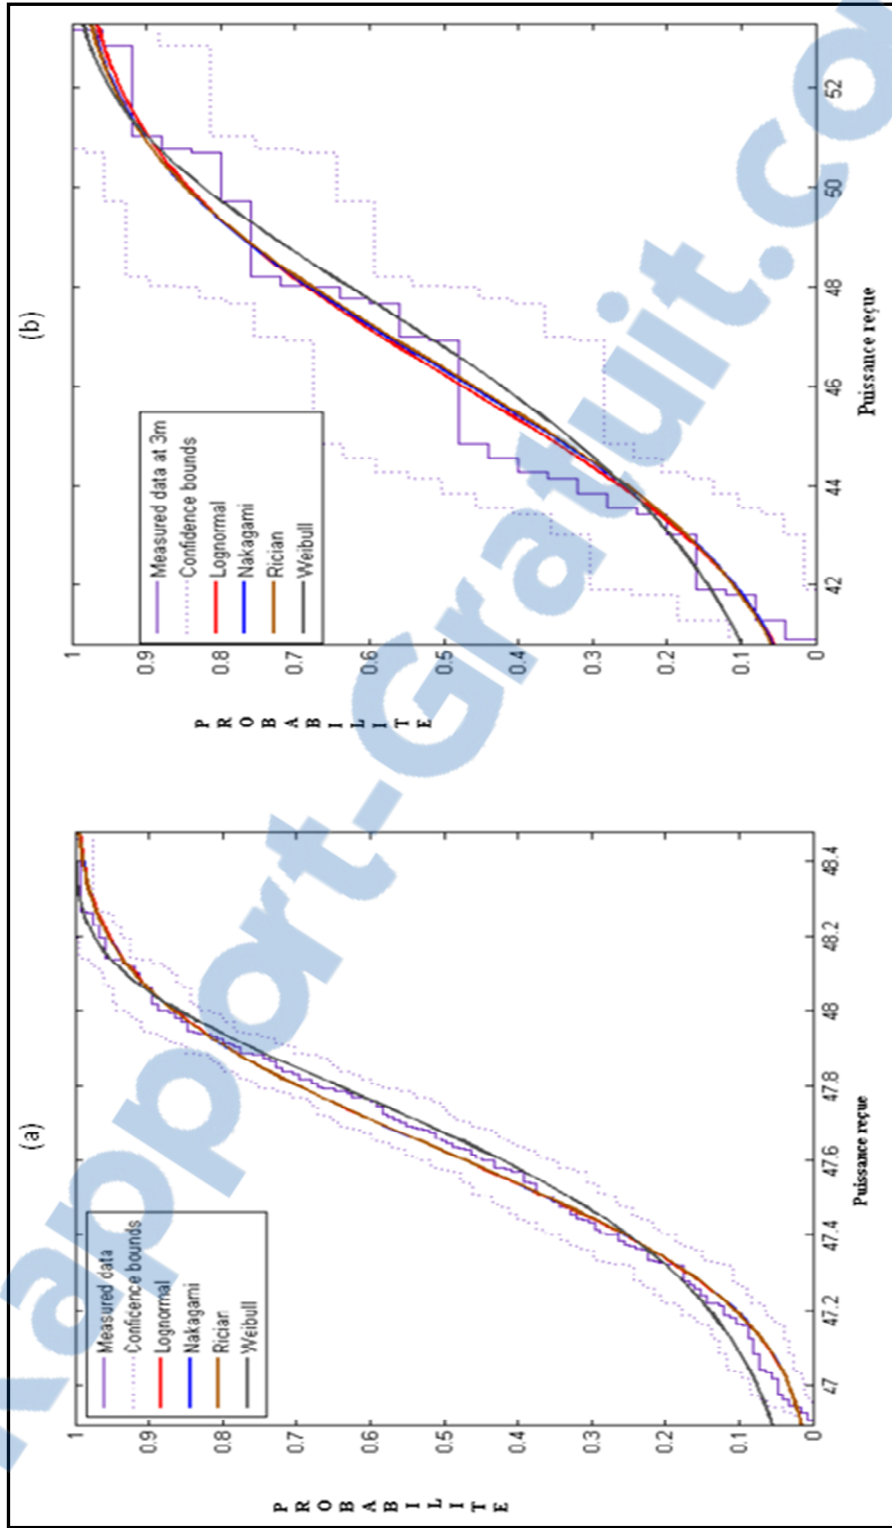 (a)
Measured data
Confidence bounds
Lognormal
Nakagami
Rician
Weibull
PROBABILITE
1
0.9
0.8
0.7
0.6
0.5
0.4
0.3
0.2
0.1
0
47
47.2
47.4
47.6
47.8
48
48.2
48.4
Puissance reçue
(b)
Measured data at 3m
Confidence bounds
Lognormal
Nakagami
Rician
Weibull
PROBABILITE
1
0.9
0.8
0.7
0.6
0.5
0.4
0.3
0.2
0.1
0
42
44
46
48
50
52
Puissance reçue
Rapport-Gratuit.co